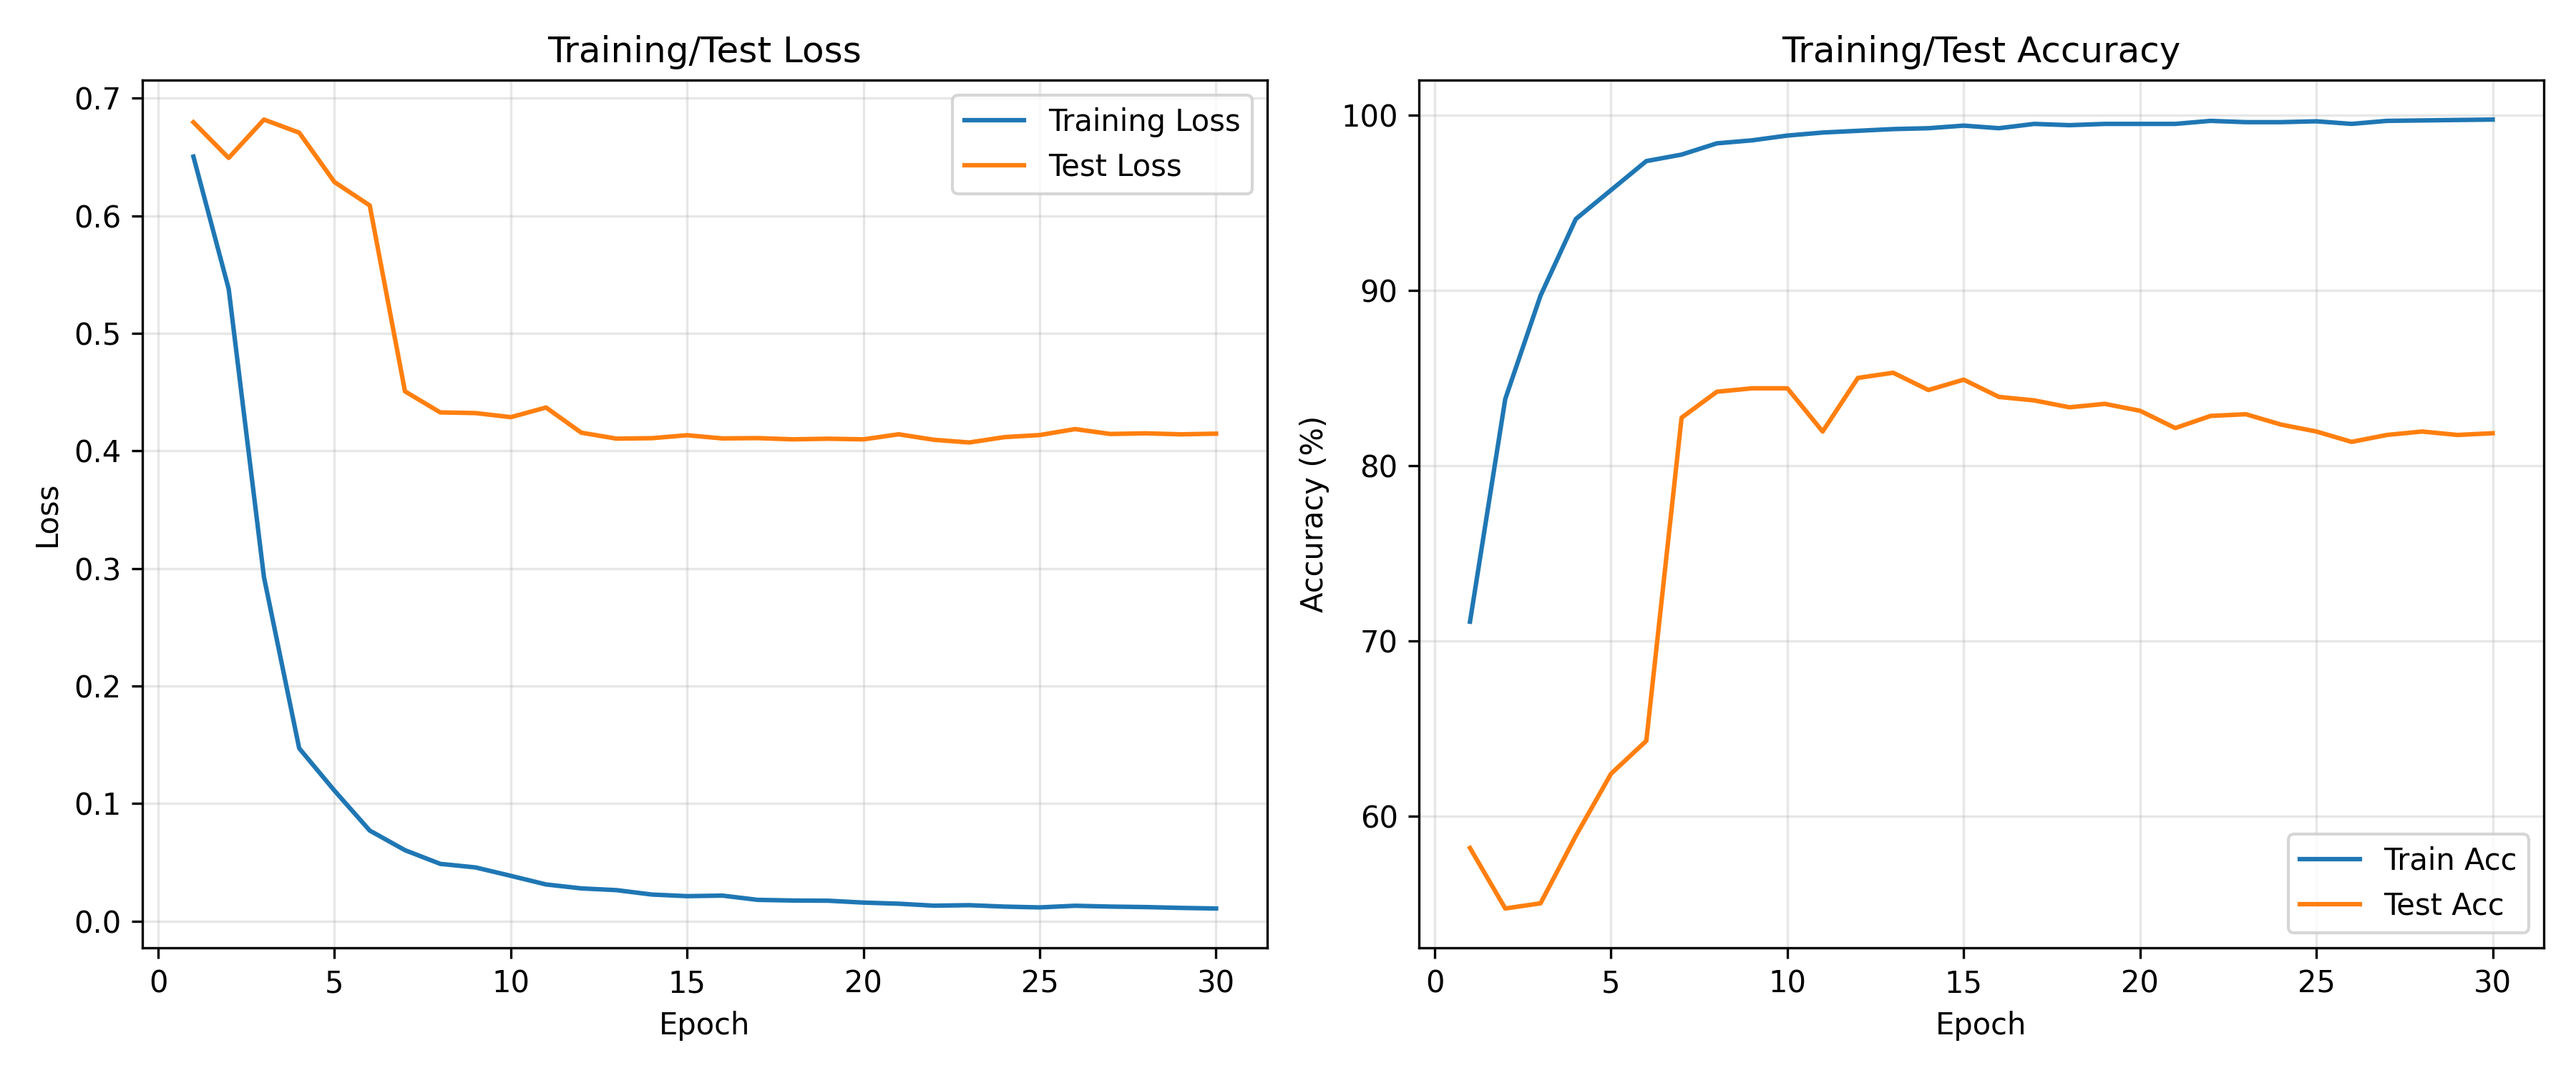 Training/Test Loss
0.7
0.6
0.5
0.4
0.3
0.2
0.1
0.0
Loss
Training Loss
Test Loss
0 5 10 15 20 25 30
Epoch
Training/Test Accuracy
100
90
80
70
60
Accuracy (%)
Train Acc
Test Acc
0 5 10 15 20 25 30
Epoch